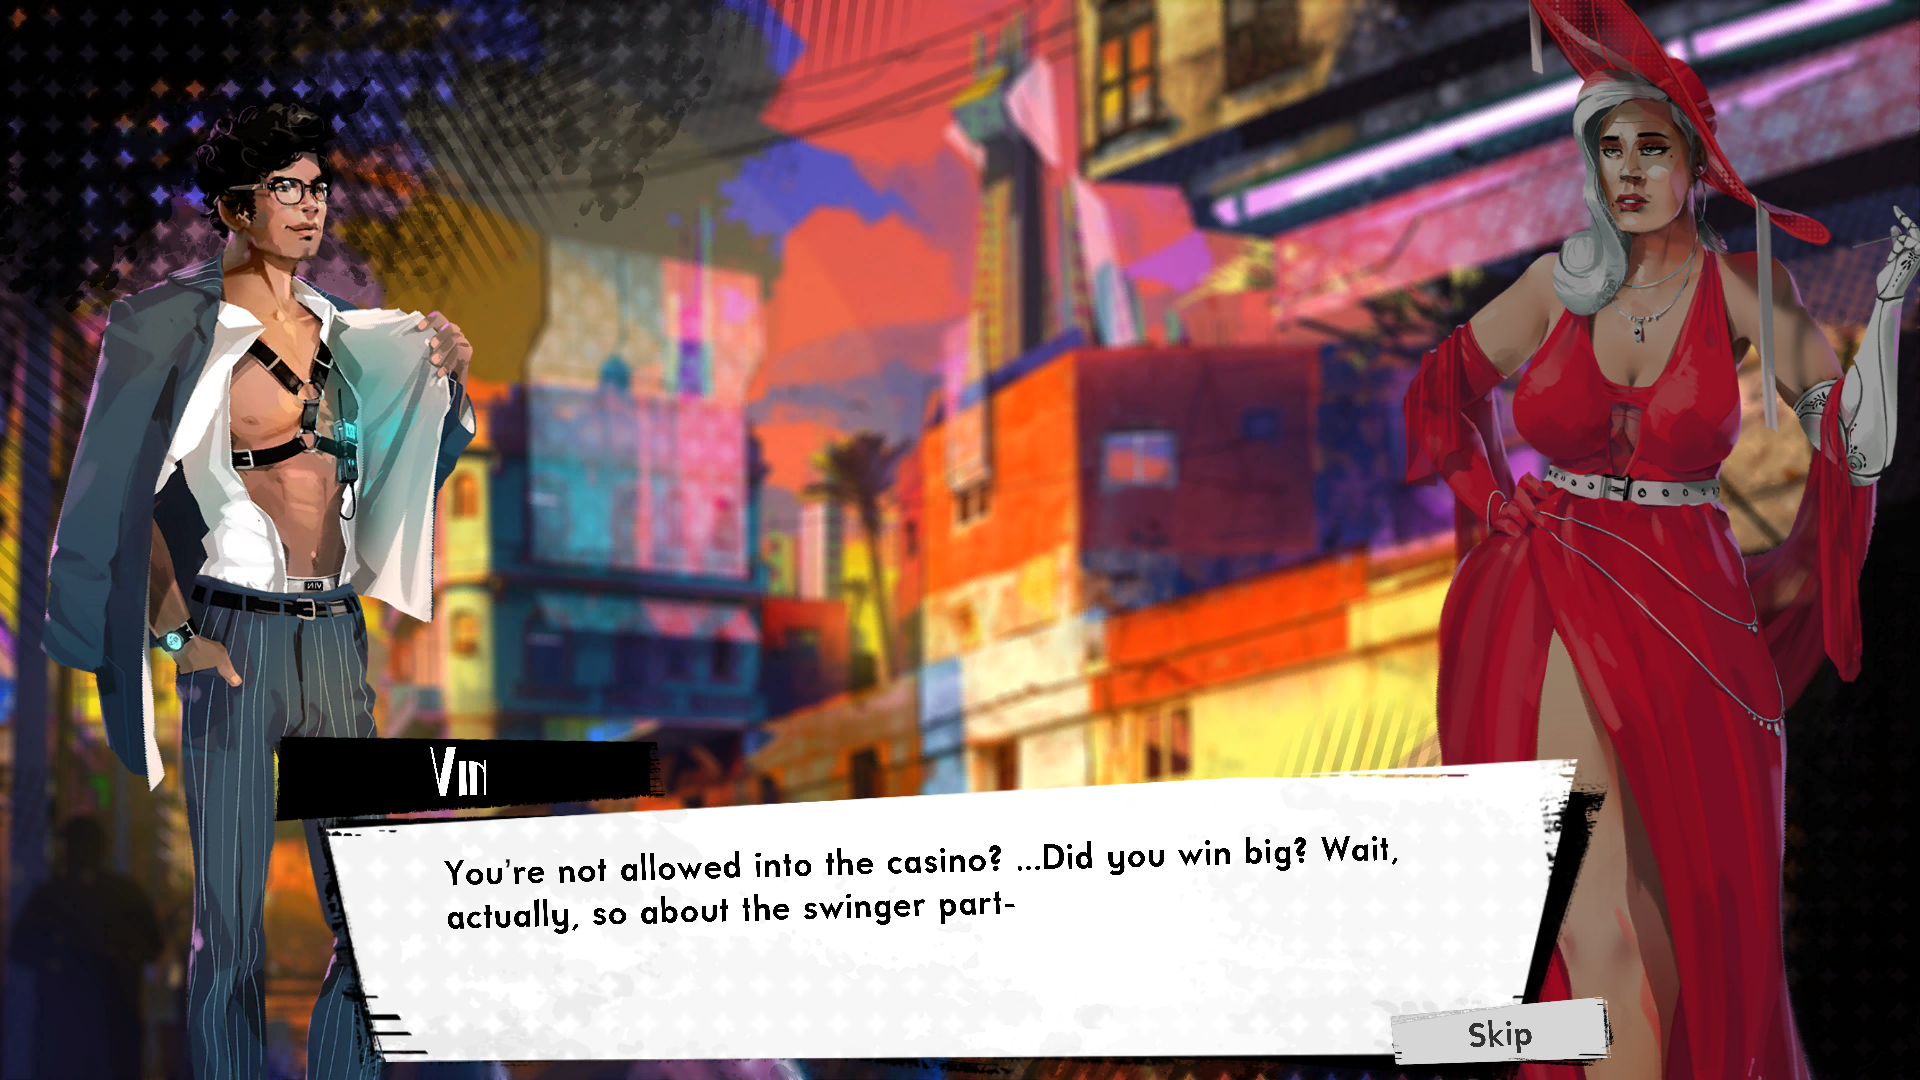 Vin
You're not allowed into the casino? ...Did you win big? Wait,
actually, so about the swinger part-
Skip